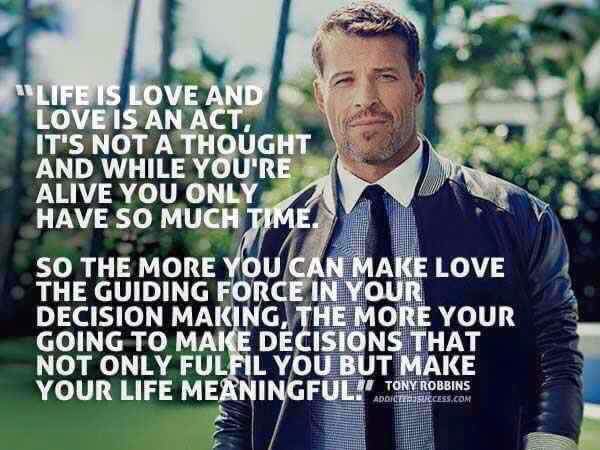 "LIFE IS LOVE AND
LOVE IS AN ACT,
IT'S NOT A THOUGHT
AND WHILE YOU'RE
ALIVE YOU ONLY
HAVE SO MUCH TIME.
SO THE MORE YOU CAN MAKE LOVE
THE GUIDING FORCE IN YOUR
DECISION MAKING, THE MORE YOUR
GOING TO MAKE DECISIONS THAT
NOT ONLY FULFIL YOU BUT MAKE
YOUR LIFE MEANINGFUL." TONY ROBBINS
ADDICTED2SUCCESS.COM